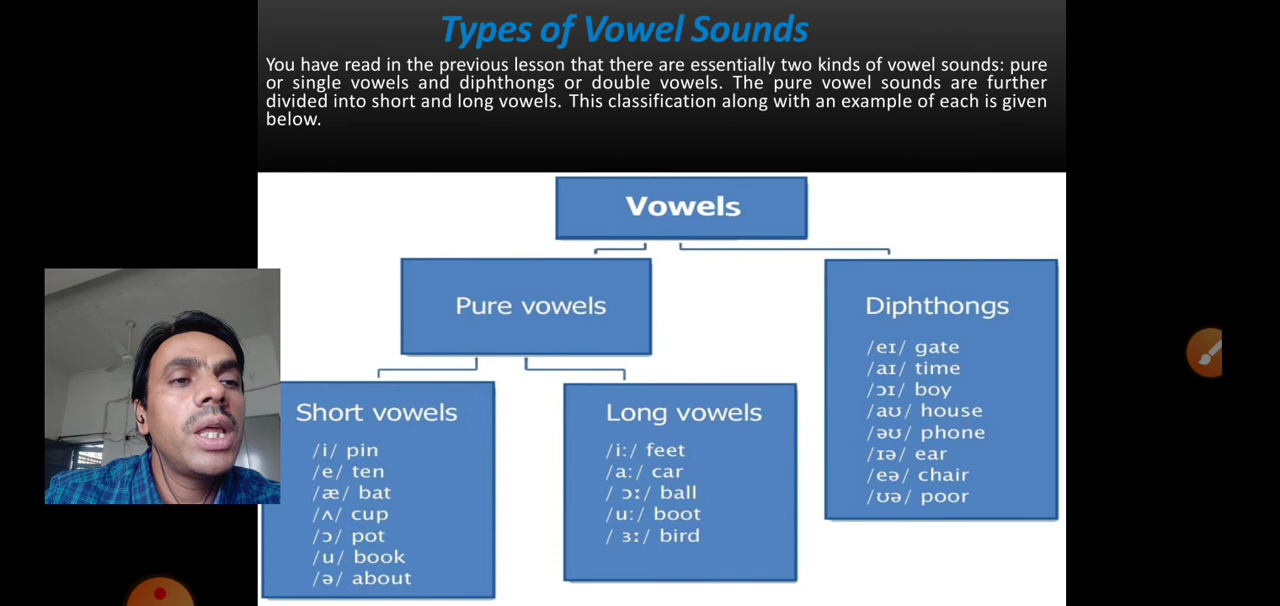 Types of Vowel Sounds
You have read in the previous lesson that there are essentially two kinds of vowel sounds: pure
or single vowels and diphthongs or double vowels. The pure vowel sounds are further
divided into short and long vowels. This classification along with an example of each is given
below.
Vowels
Pure vowels
Short vowels
/i/ pin
/e/ ten
/æ/ bat
/ʌ/ cup
/ɔ/ pot
/u/ book
/ə/ about
Long vowels
/i:/ feet
/a:/ car
/ ɔː/ ball
/u:/ boot
/ ɜː/ bird
Diphthongs
/eɪ/ gate
/aɪ/ time
/ɔɪ/ boy
/aʊ/ house
/əʊ/ phone
/ɪə/ ear
/eə/ chair
/ʊə/ poor